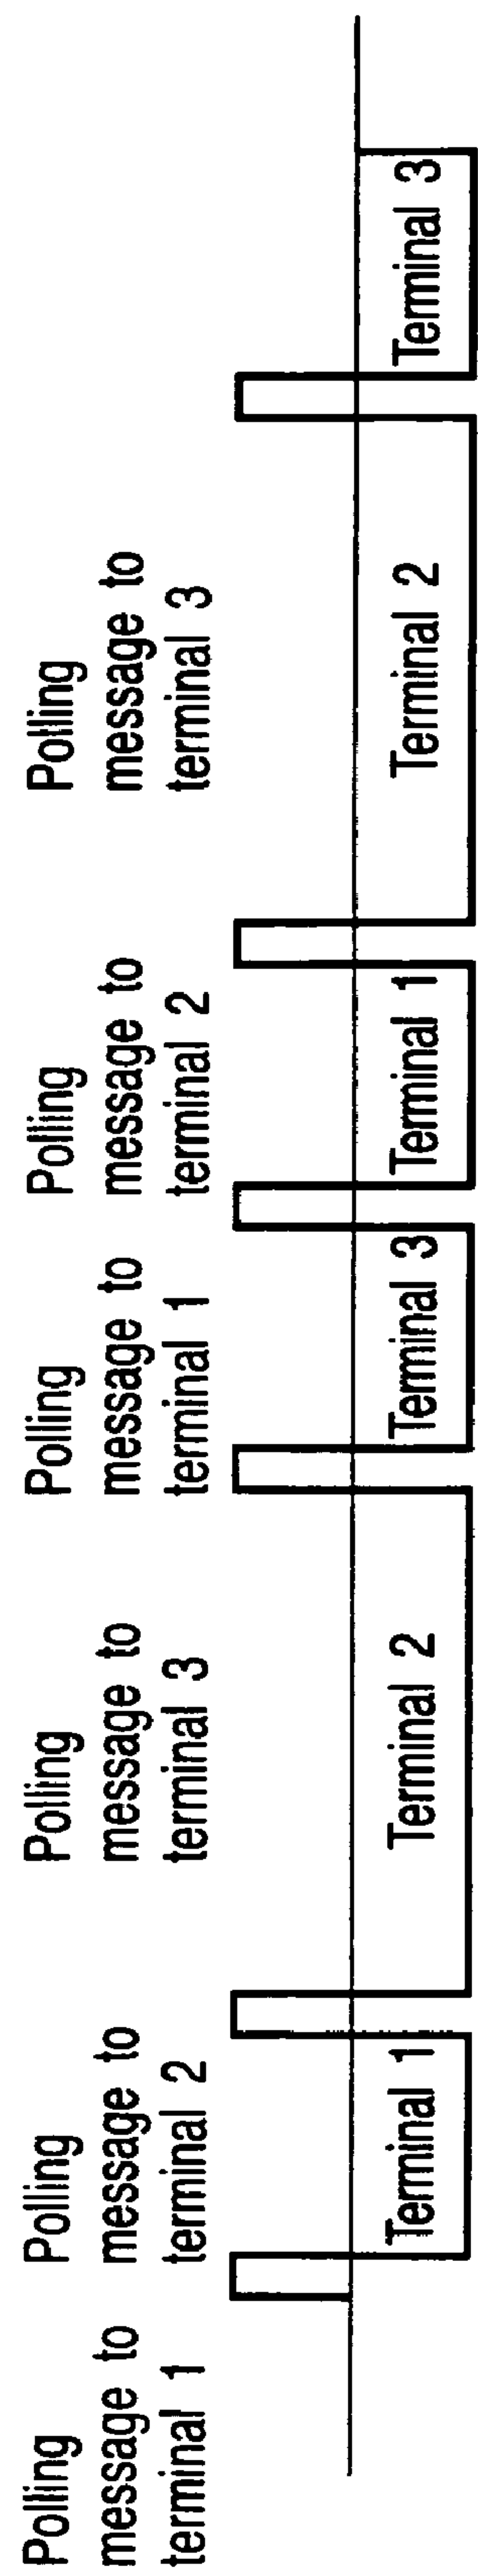 Polling
message to
terminal 1
Polling
message to
terminal 2
Polling
message to
terminal 3
Polling
message to
terminal 1
Polling
message to
terminal 2
Polling
message to
terminal 3
Terminal 1
Terminal 2
Terminal 3
Terminal 1
Terminal 2
Terminal 3